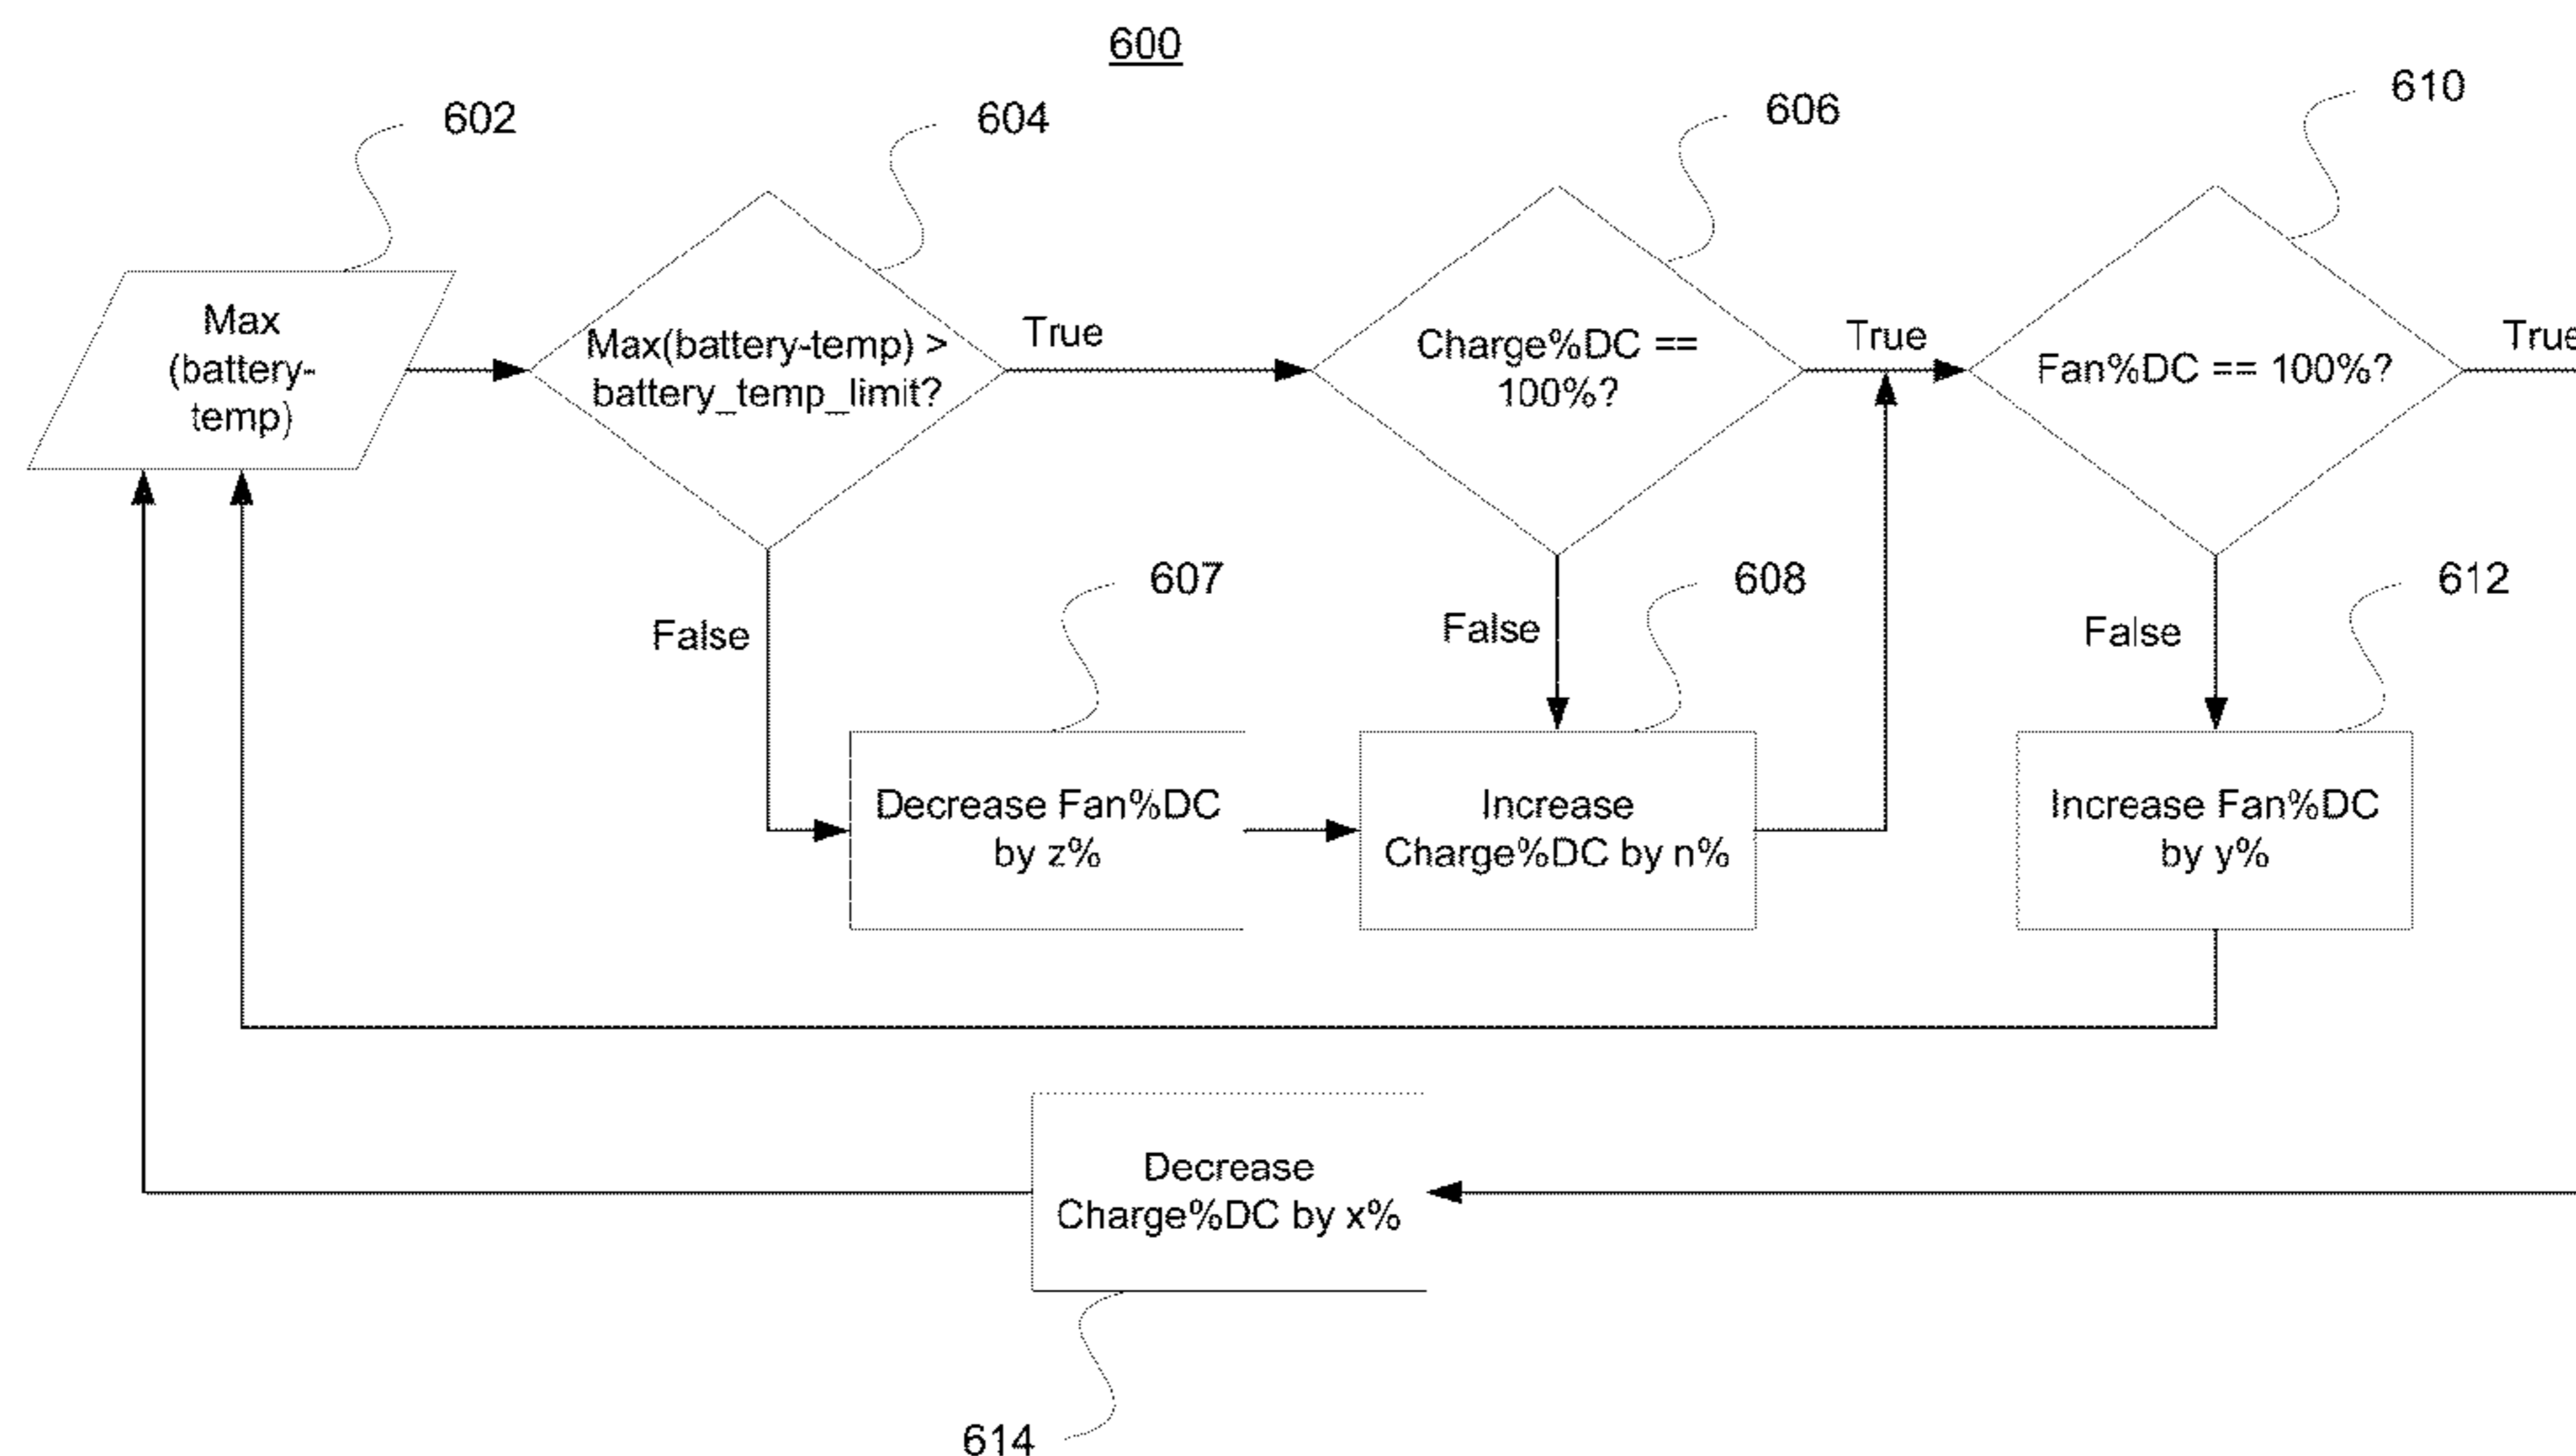 600
602
604
606
610
Max
(battery-
temp)
Max(battery-temp) >
battery_temp_limit?
True
Charge%DC ==
100%?
True
Fan%DC == 100%?
True
False
607
False
608
False
612
Decrease Fan%DC
by z%
Increase
Charge%DC by n%
Increase Fan%DC
by y%
Decrease
Charge%DC by x%
614